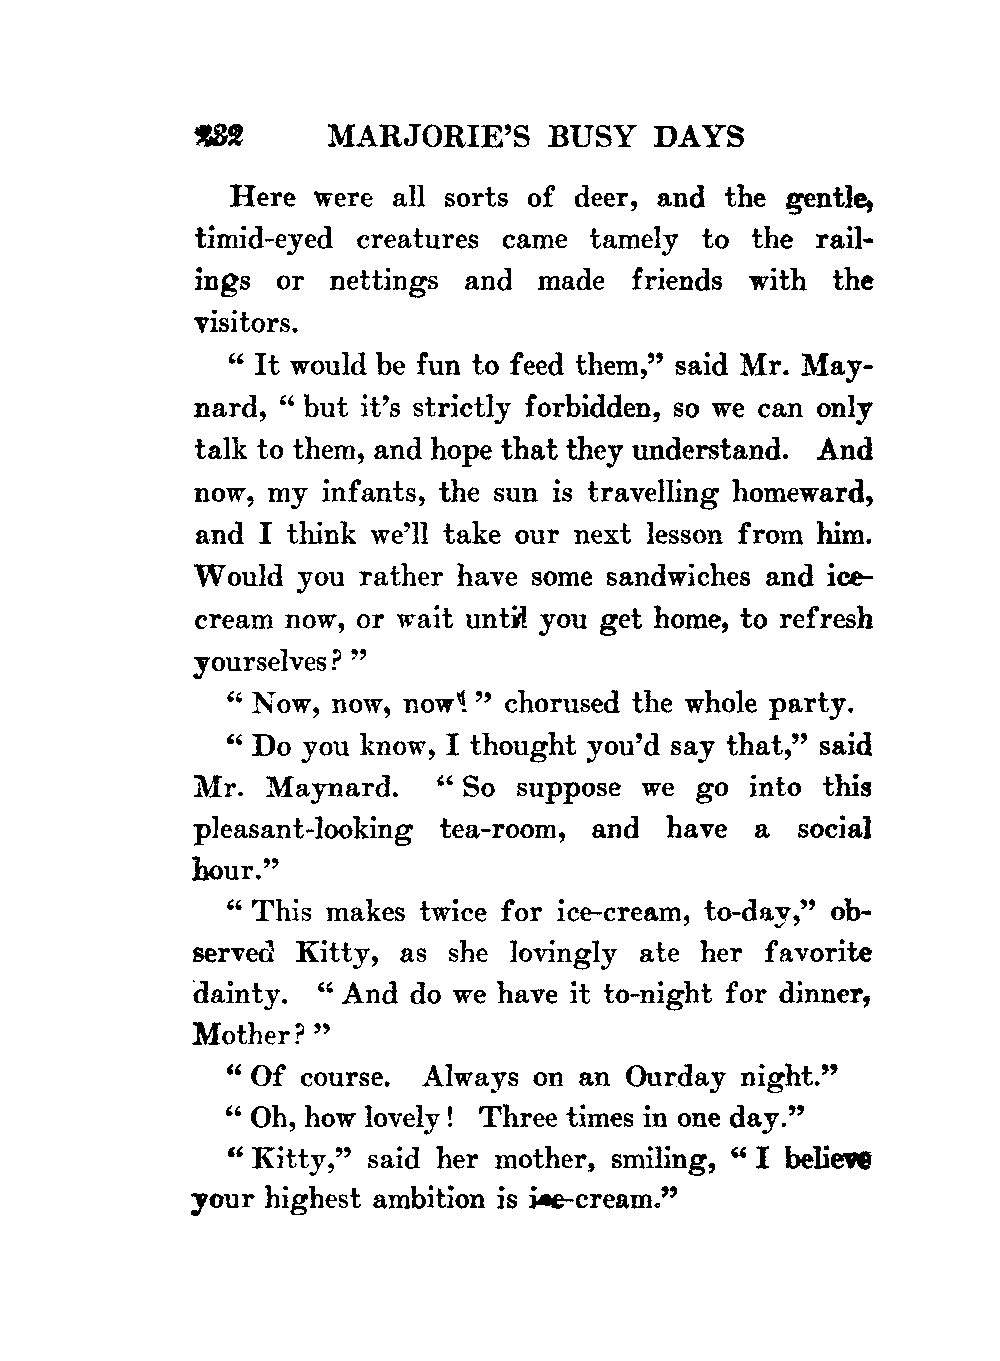 232 MARJORIE'S BUSY DAYS
Here were all sorts of deer, and the gentle,
timid-eyed creatures came tamely to the rail-
ings or nettings and made friends with the
visitors.
“ It would be fun to feed them,” said Mr. May-
nard, “ but it's strictly forbidden, so we can only
talk to them, and hope that they understand. And
now, my infants, the sun is travelling homeward,
and I think we'll take our next lesson from him.
Would you rather have some sandwiches and ice-
cream now, or wait until you get home, to refresh
yourselves? ”
“ Now, now, now! ” chorused the whole party.
“ Do you know, I thought you'd say that,” said
Mr. Maynard. “ So suppose we go into this
pleasant-looking tea-room, and have a social
hour.”
“ This makes twice for ice-cream, to-day,” ob-
served Kitty, as she lovingly ate her favorite
dainty. “ And do we have it to-night for dinner,
Mother? ”
“ Of course. Always on an Ourday night.”
“ Oh, how lovely! Three times in one day.”
“ Kitty,” said her mother, smiling, “ I believe
your highest ambition is ice-cream.”